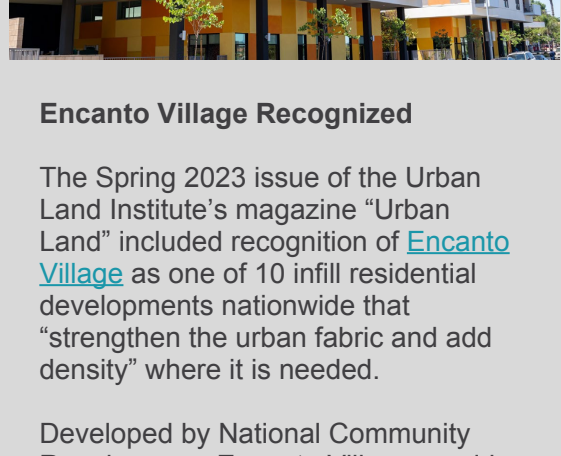 Encanto Village Recognized
The Spring 2023 issue of the Urban
Land Institute’s magazine “Urban
Land” included recognition of Encanto
Village as one of 10 infill residential
developments nationwide that
“strengthen the urban fabric and add
density” where it is needed.
Developed by National Community